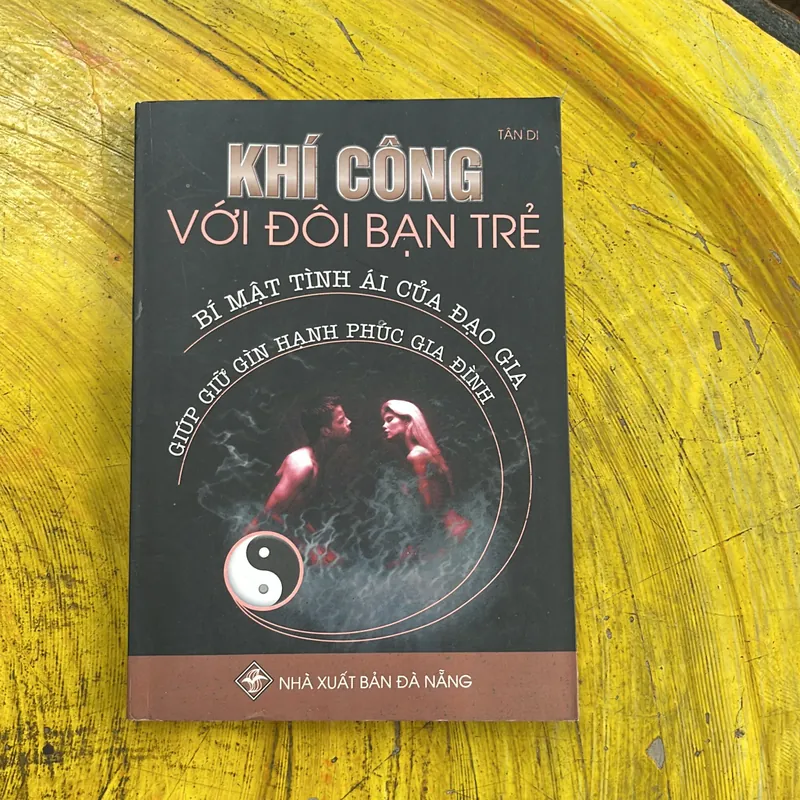 TÂN DI
KHÍ CÔNG
VỚI ĐÔI BẠN TRẺ
BÍ MẬT TÌNH ÁI CỦA ĐẠO GIA
GIÚP GIỮ GÌN HẠNH PHÚC GIA ĐÌNH
NHÀ XUẤT BẢN ĐÀ NẴNG